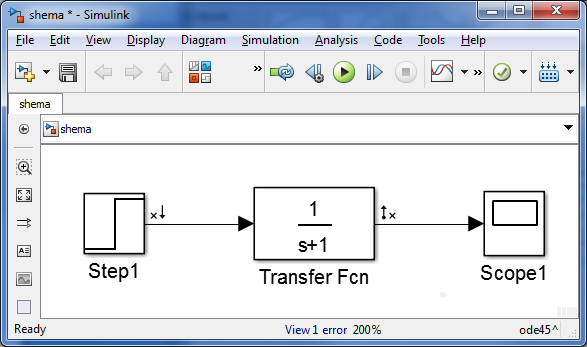 shema * - Simulink
File Edit View Display Diagram Simulation Analysis Code Tools Help
» »
shema
shema
1
s+1
Step1
Transfer Fcn
Scope1
Ready View 1 error 200% ode45^